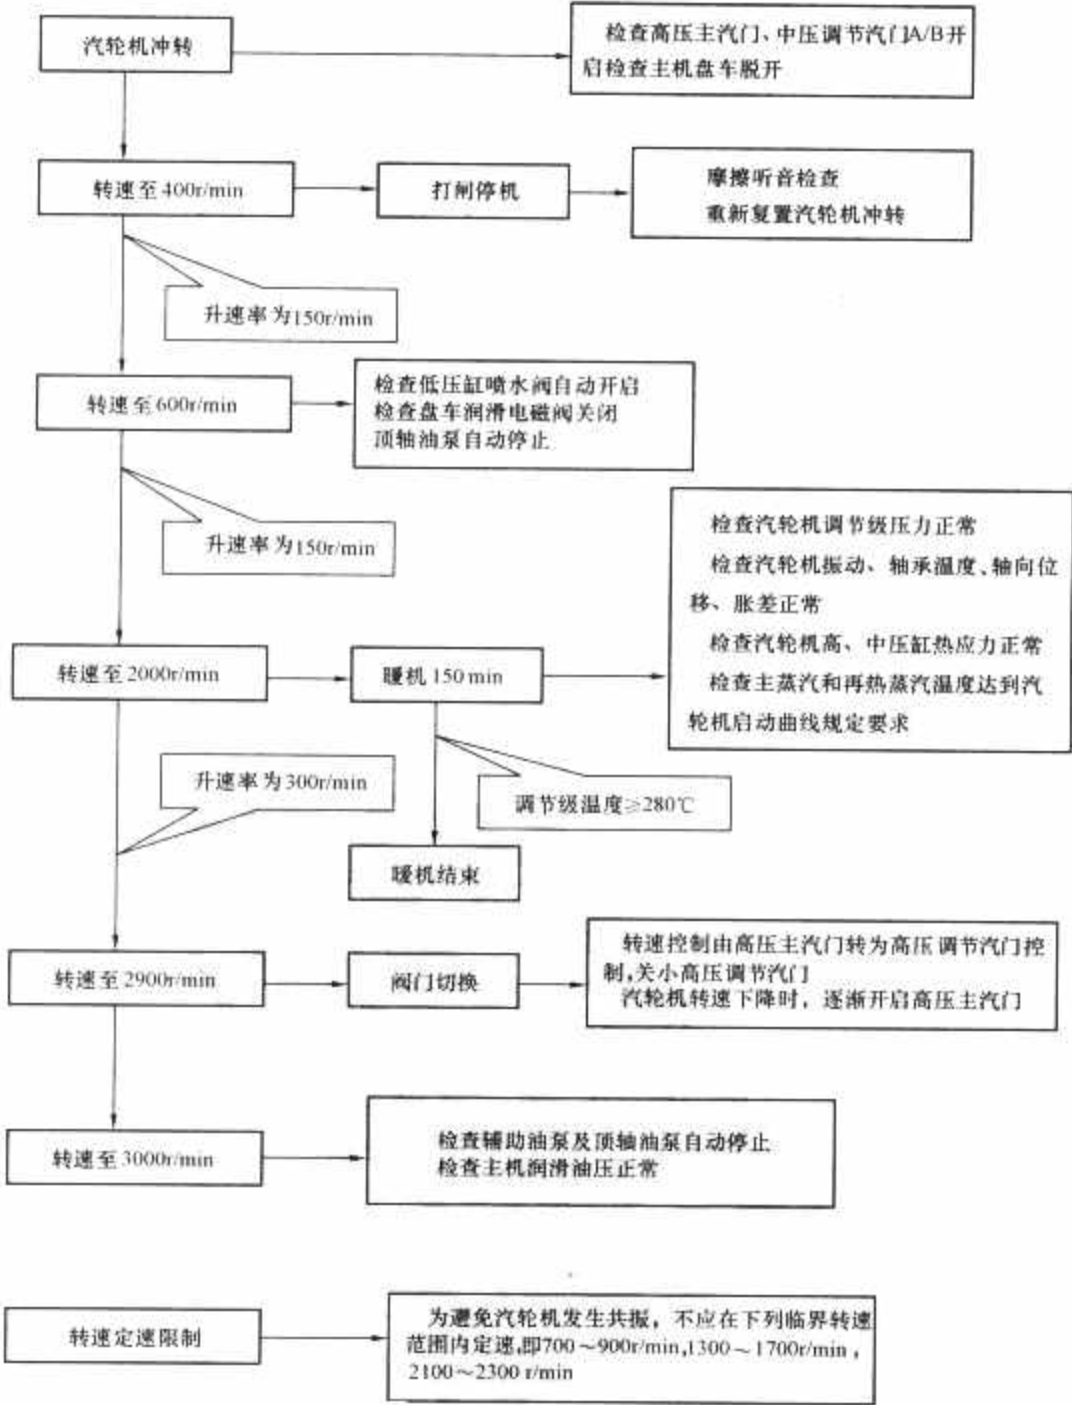 汽轮机冲转
检查高压主汽门、中压调节汽门A/B开
启检查主机盘车脱开
转速至400r/min
打闸停机
摩擦听音检查
重新复置汽轮机冲转
升速率为150r/min
转速至600r/min
检查低压缸喷水阀自动开启
检查盘车润滑电磁阀关闭
顶轴油泵自动停止
升速率为150r/min
检查汽轮机调节级压力正常
检查汽轮机振动、轴承温度、轴向位
移、胀差正常
检查汽轮机高、中压缸热应力正常
检查主蒸汽和再热蒸汽温度达到汽
轮机启动曲线规定要求
转速至2000r/min
暖机150min
升速率为300r/min
调节级温度≥280℃
暖机结束
转速至2900r/min
阀门切换
转速控制由高压主汽门转为高压调节汽门控
制,关小高压调节汽门
汽轮机转速下降时，逐渐开启高压主汽门
转速至3000r/min
检查辅助油泵及顶轴油泵自动停止
检查主机润滑油压正常
转速定速限制
为避免汽轮机发生共振，不应在下列临界转速
范围内定速,即700～900r/min,1300～1700r/min，
2100～2300 r/min